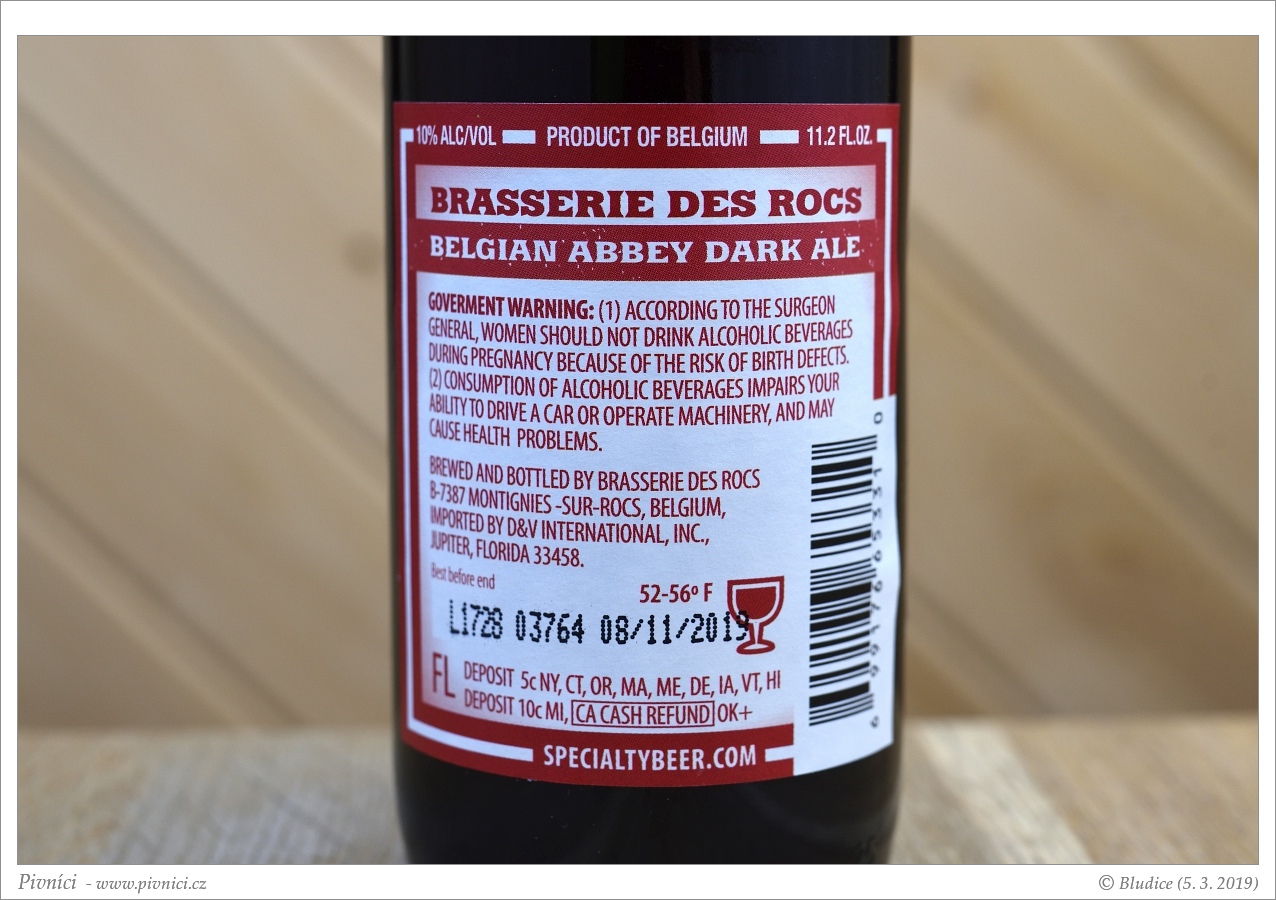 10% ALC/VOL PRODUCT OF BELGIUM 11.2 FL.OZ.
BRASSERIE DES ROCS
BELGIAN ABBEY DARK ALE
GOVERMENT WARNING: (1) ACCORDING TO THE SURGEON
GENERAL, WOMEN SHOULD NOT DRINK ALCOHOLIC BEVERAGES
DURING PREGNANCY BECAUSE OF THE RISK OF BIRTH DEFECTS.
(2) CONSUMPTION OF ALCOHOLIC BEVERAGES IMPAIRS YOUR
ABILITY TO DRIVE A CAR OR OPERATE MACHINERY, AND MAY
CAUSE HEALTH PROBLEMS.
BREWED AND BOTTLED BY BRASSERIE DES ROCS
B-7387 MONTIGNIES -SUR-ROCS, BELGIUM,
IMPORTED BY D&V INTERNATIONAL, INC.,
JUPITER, FLORIDA 33458.
Best before end
52-56º F
L1728 03764 08/11/2019
FL
DEPOSIT 5c NY, CT, OR, MA, ME, DE, IA, VT, HI
DEPOSIT 10c MI, CA CASH REFUND OK+
SPECIALTYBEER.COM
6 99176 65331 0
Pivníci - www.pivnici.cz
© Bludice (5. 3. 2019)